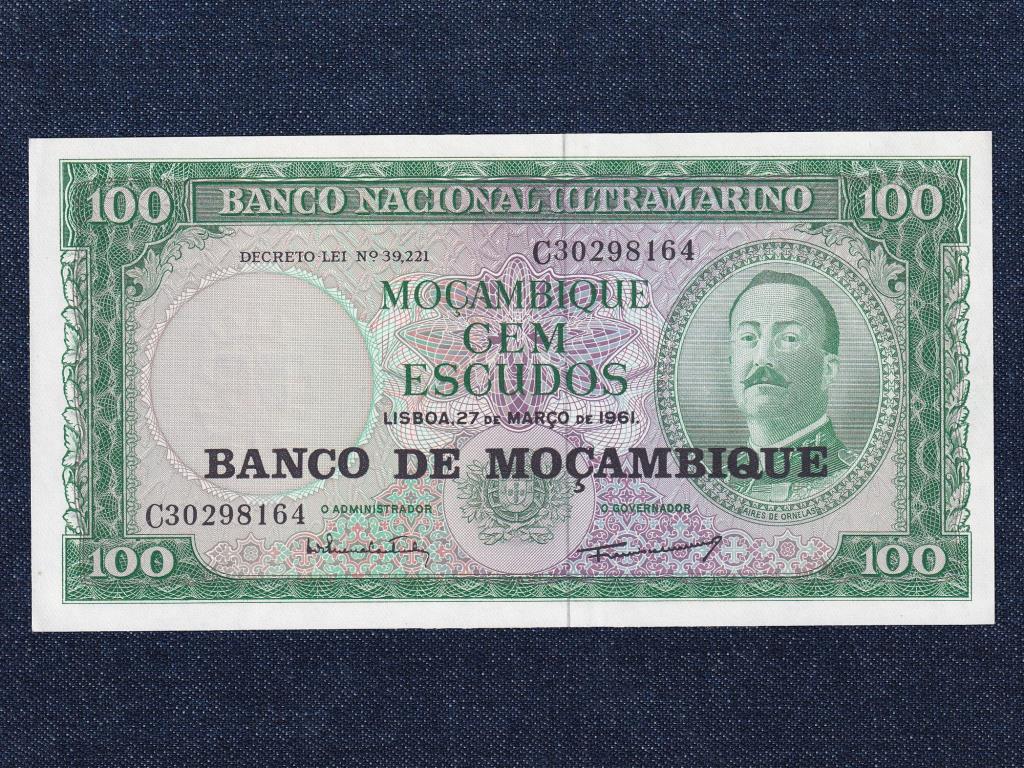 100 BANCO NACIONAL ULTRAMARINO 100
DECRETO LEI Nº 39,221 C30298164
MOÇAMBIQUE
CEM
ESCUDOS
LISBOA, 27 DE MARÇO DE 1961.
BANCO DE MOÇAMBIQUE
C30298164 O ADMINISTRADOR O GOVERNADOR AIRES DE ORNELAS
100 100